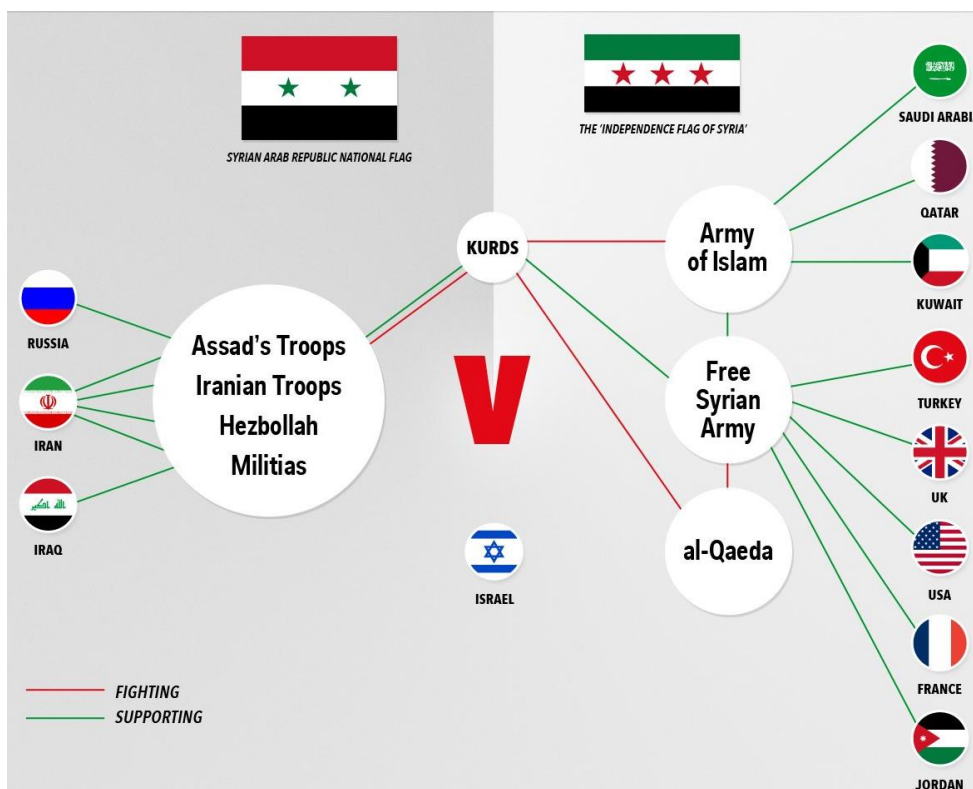 SYRIAN ARAB REPUBLIC NATIONAL FLAG
THE 'INDEPENDENCE FLAG OF SYRIA'
SAUDI ARABI
QATAR
KUWAIT
TURKEY
UK
USA
FRANCE
JORDAN
KURDS
Army
of Islam
Free
Syrian
Army
al-Qaeda
RUSSIA
IRAN
IRAQ
الله اكبر
Assad's Troops
Iranian Troops
Hezbollah
Militias
V
ISRAEL
FIGHTING
SUPPORTING